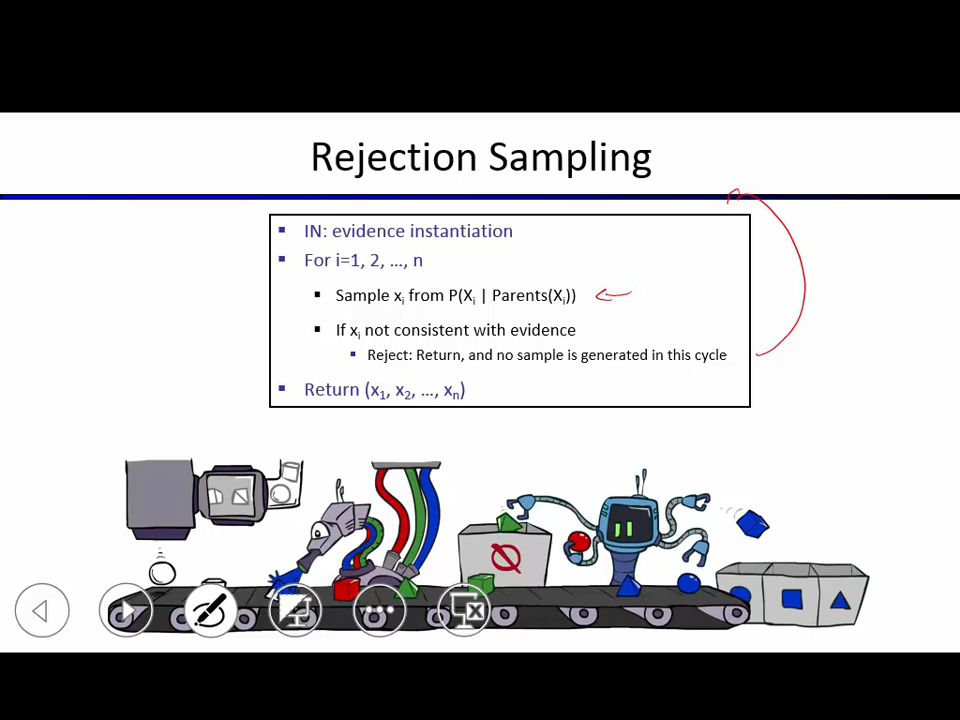 Rejection Sampling
▪ IN: evidence instantiation
▪ For i=1, 2, …, n
▪ Sample xᵢ from P(Xᵢ | Parents(Xᵢ))
▪ If xᵢ not consistent with evidence
▪ Reject: Return, and no sample is generated in this cycle
▪ Return (x₁, x₂, …, xₙ)